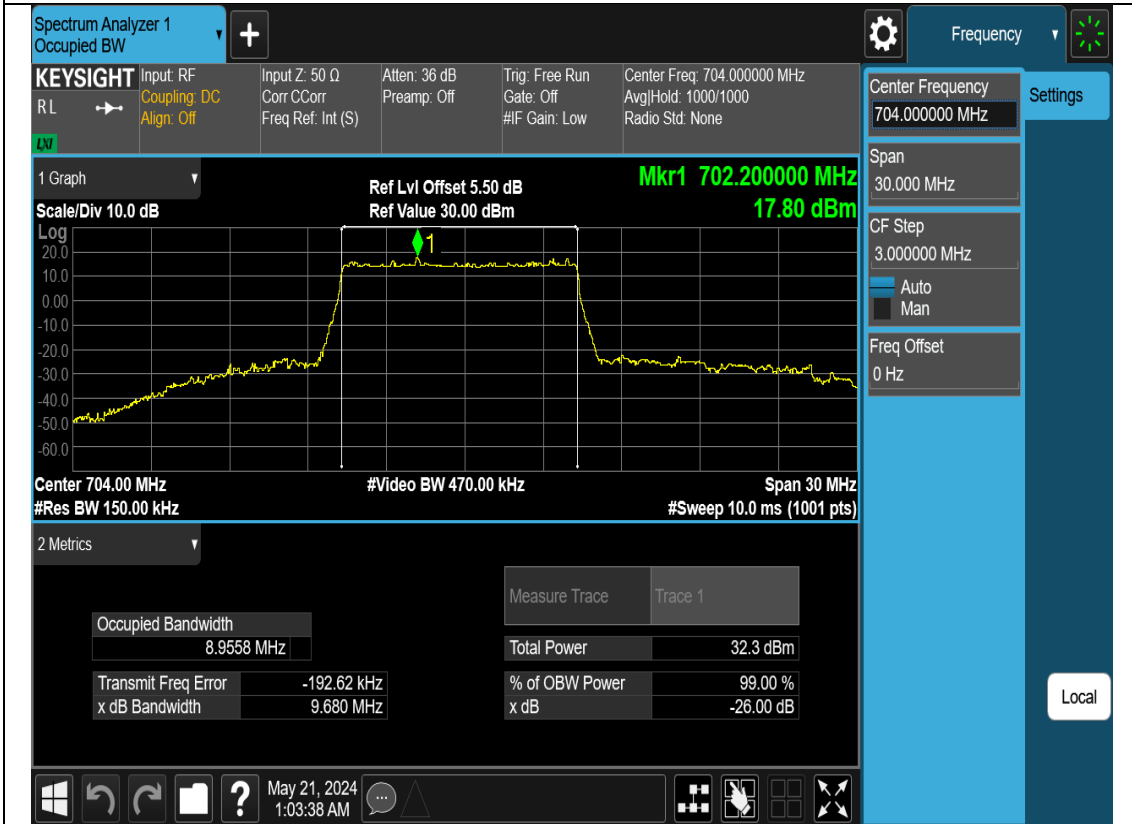 Spectrum Analyzer 1
Occupied BW
+
Frequency
KEYSIGHT
RL
LXI
Input: RF
Coupling: DC
Align: Off
Input Z: 50 Ω
Corr CCorr
Freq Ref: Int (S)
Atten: 36 dB
Preamp: Off
Trig: Free Run
Gate: Off
#IF Gain: Low
Center Freq: 704.000000 MHz
Avg|Hold: 1000/1000
Radio Std: None
Center Frequency
704.000000 MHz
Settings
Span
30.000 MHz
CF Step
3.000000 MHz
Auto
Man
Freq Offset
0 Hz
Local
1 Graph
Scale/Div 10.0 dB
Ref Lvl Offset 5.50 dB
Ref Value 30.00 dBm
Mkr1 702.200000 MHz
17.80 dBm
Log
1
20.0
10.0
0.00
-10.0
-20.0
-30.0
-40.0
-50.0
-60.0
Center 704.00 MHz
#Video BW 470.00 kHz
Span 30 MHz
#Res BW 150.00 kHz
#Sweep 10.0 ms (1001 pts)
2 Metrics
Measure Trace Trace 1
Occupied Bandwidth
8.9558 MHz
Total Power 32.3 dBm
Transmit Freq Error -192.62 kHz
% of OBW Power 99.00 %
x dB Bandwidth 9.680 MHz
x dB -26.00 dB
?
May 21, 2024
1:03:38 AM